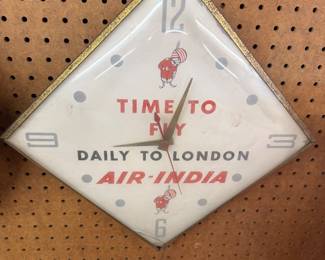 12
TIME TO
FLY
9 3
DAILY TO LONDON
AIR-INDIA
6